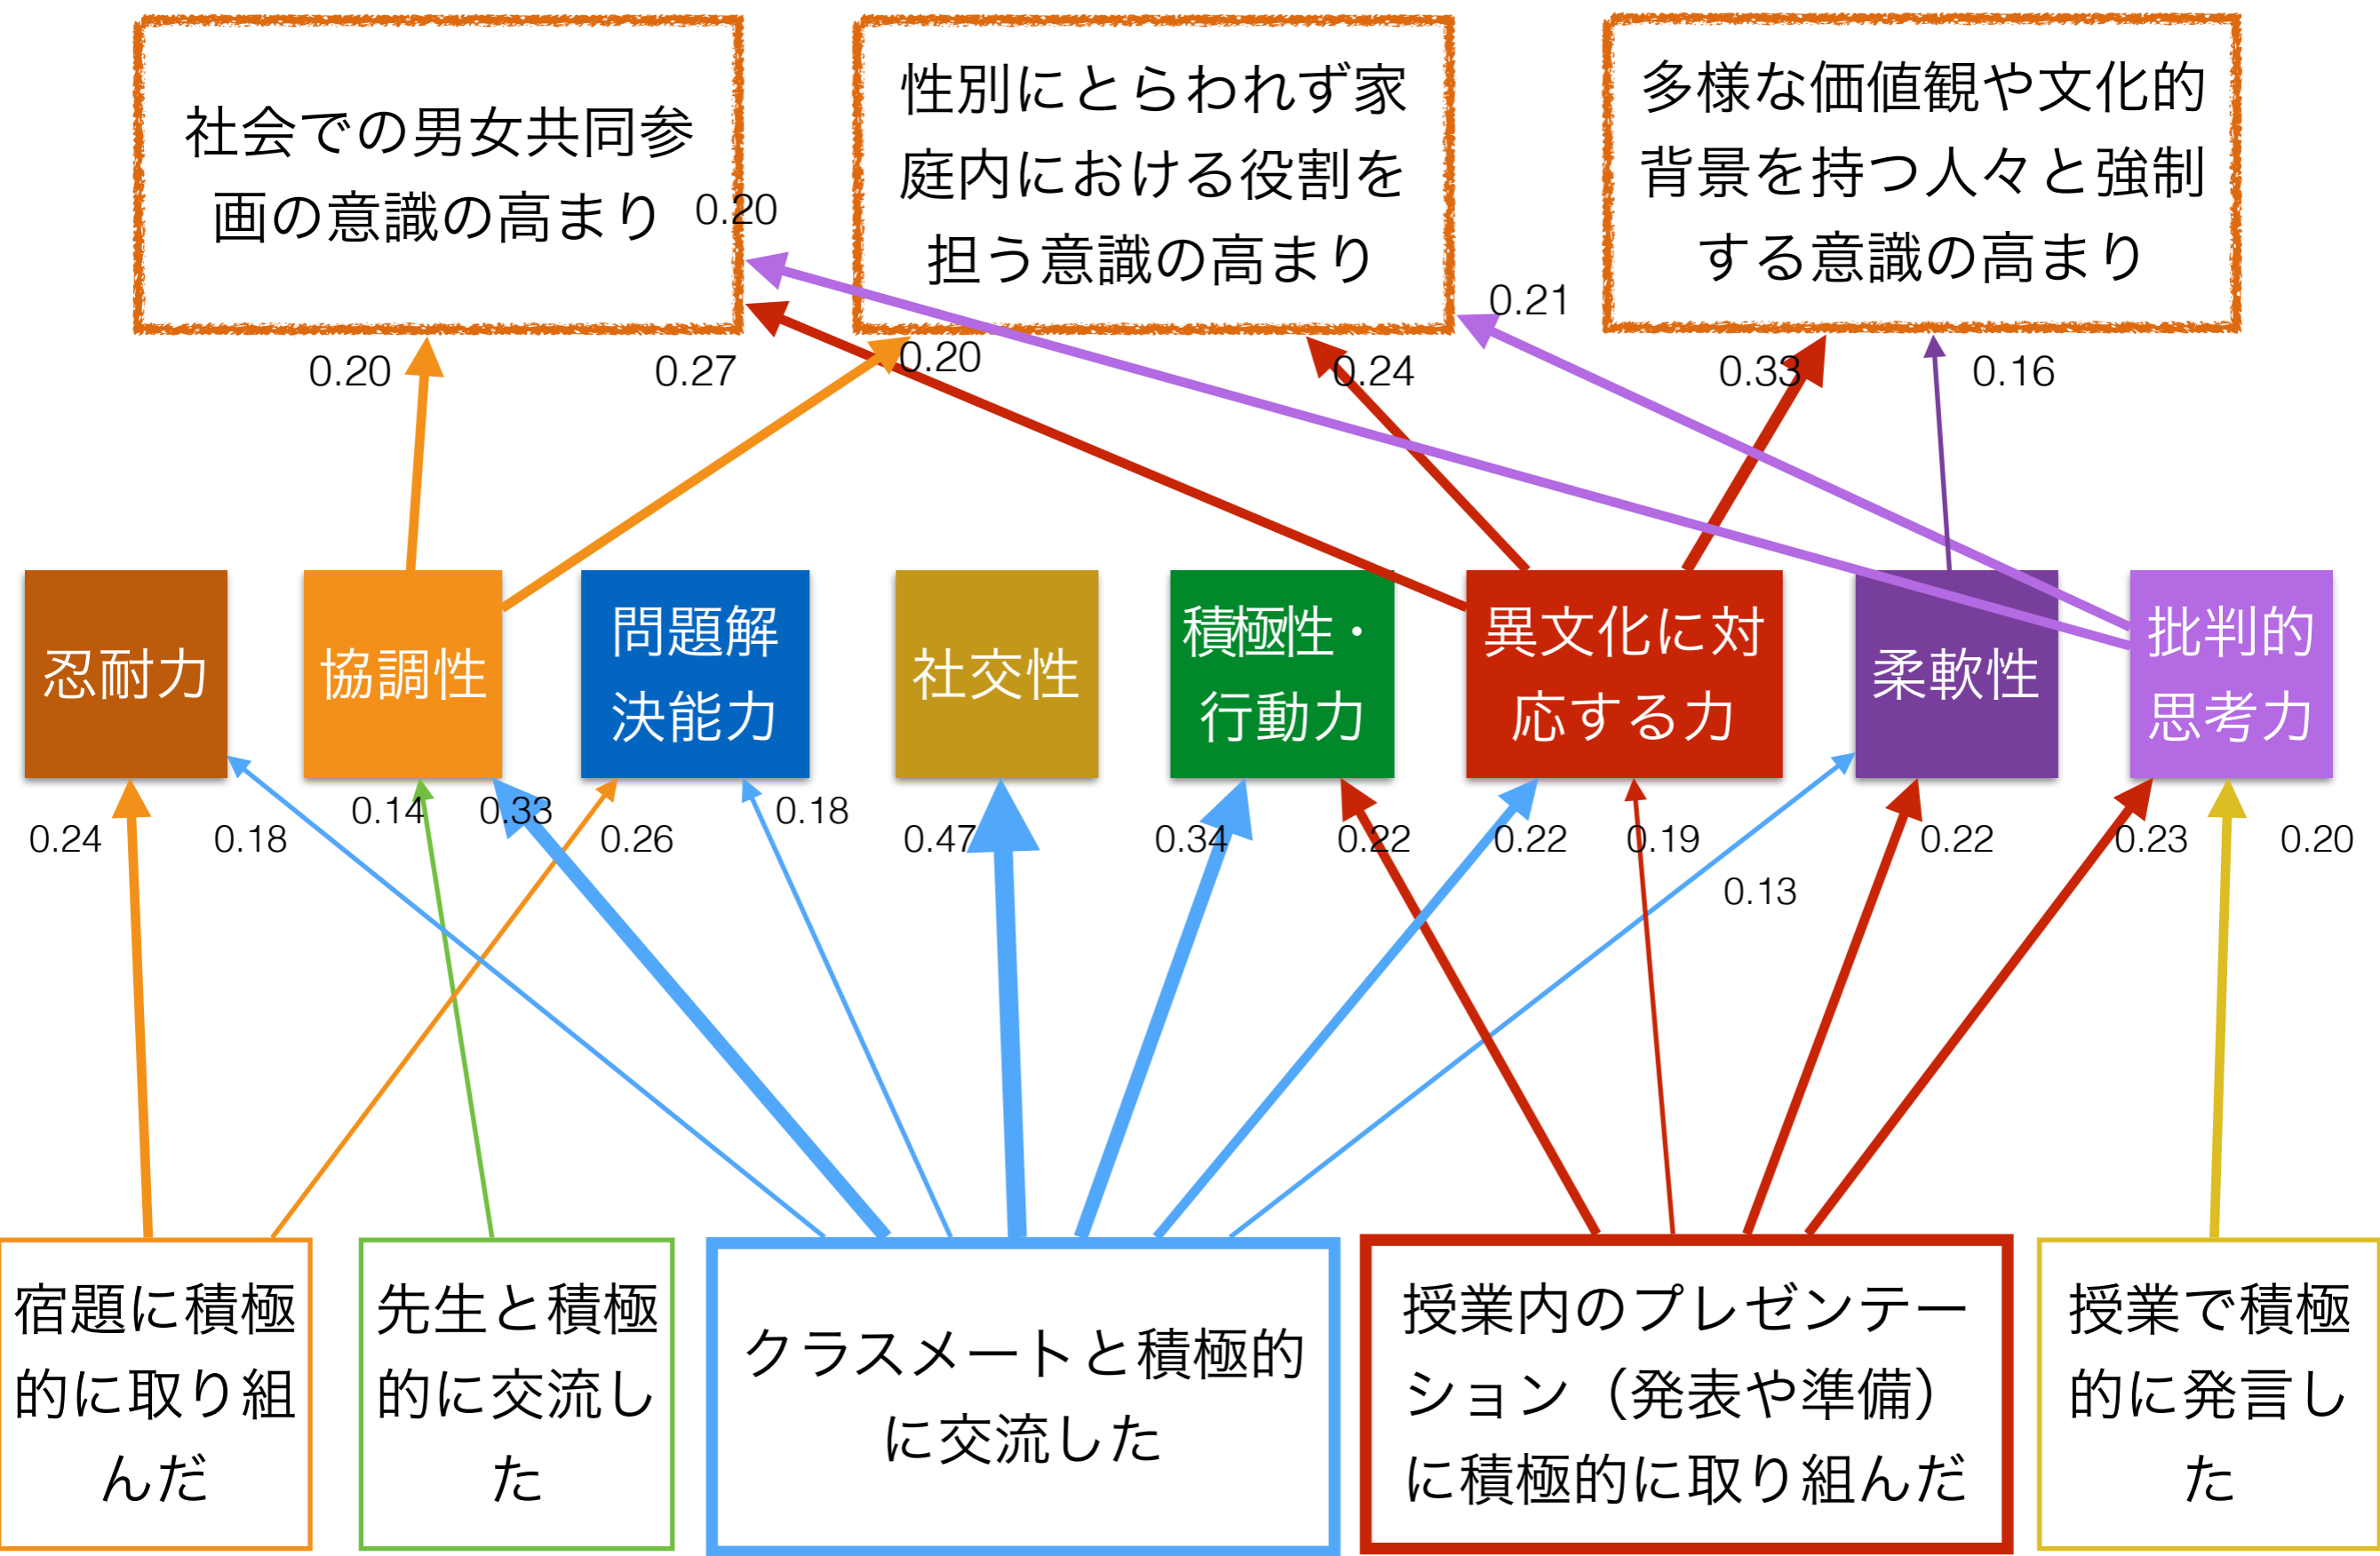 社会での男女共同参
画の意識の高まり
性別にとらわれず家
庭内における役割を
担う意識の高まり
多様な価値観や文化的
背景を持つ人々と強制
する意識の高まり
0.20
0.21
0.20
0.27
0.20
0.24
0.33
0.16
忍耐力
協調性
問題解
決能力
社交性
積極性・
行動力
異文化に対
応する力
柔軟性
批判的
思考力
0.24
0.18
0.14
0.33
0.26
0.18
0.47
0.34
0.22
0.22
0.19
0.13
0.22
0.23
0.20
宿題に積極
的に取り組
んだ
先生と積極
的に交流し
た
クラスメートと積極的
に交流した
授業内のプレゼンテー
ション（発表や準備）
に積極的に取り組んだ
授業で積極
的に発言し
た